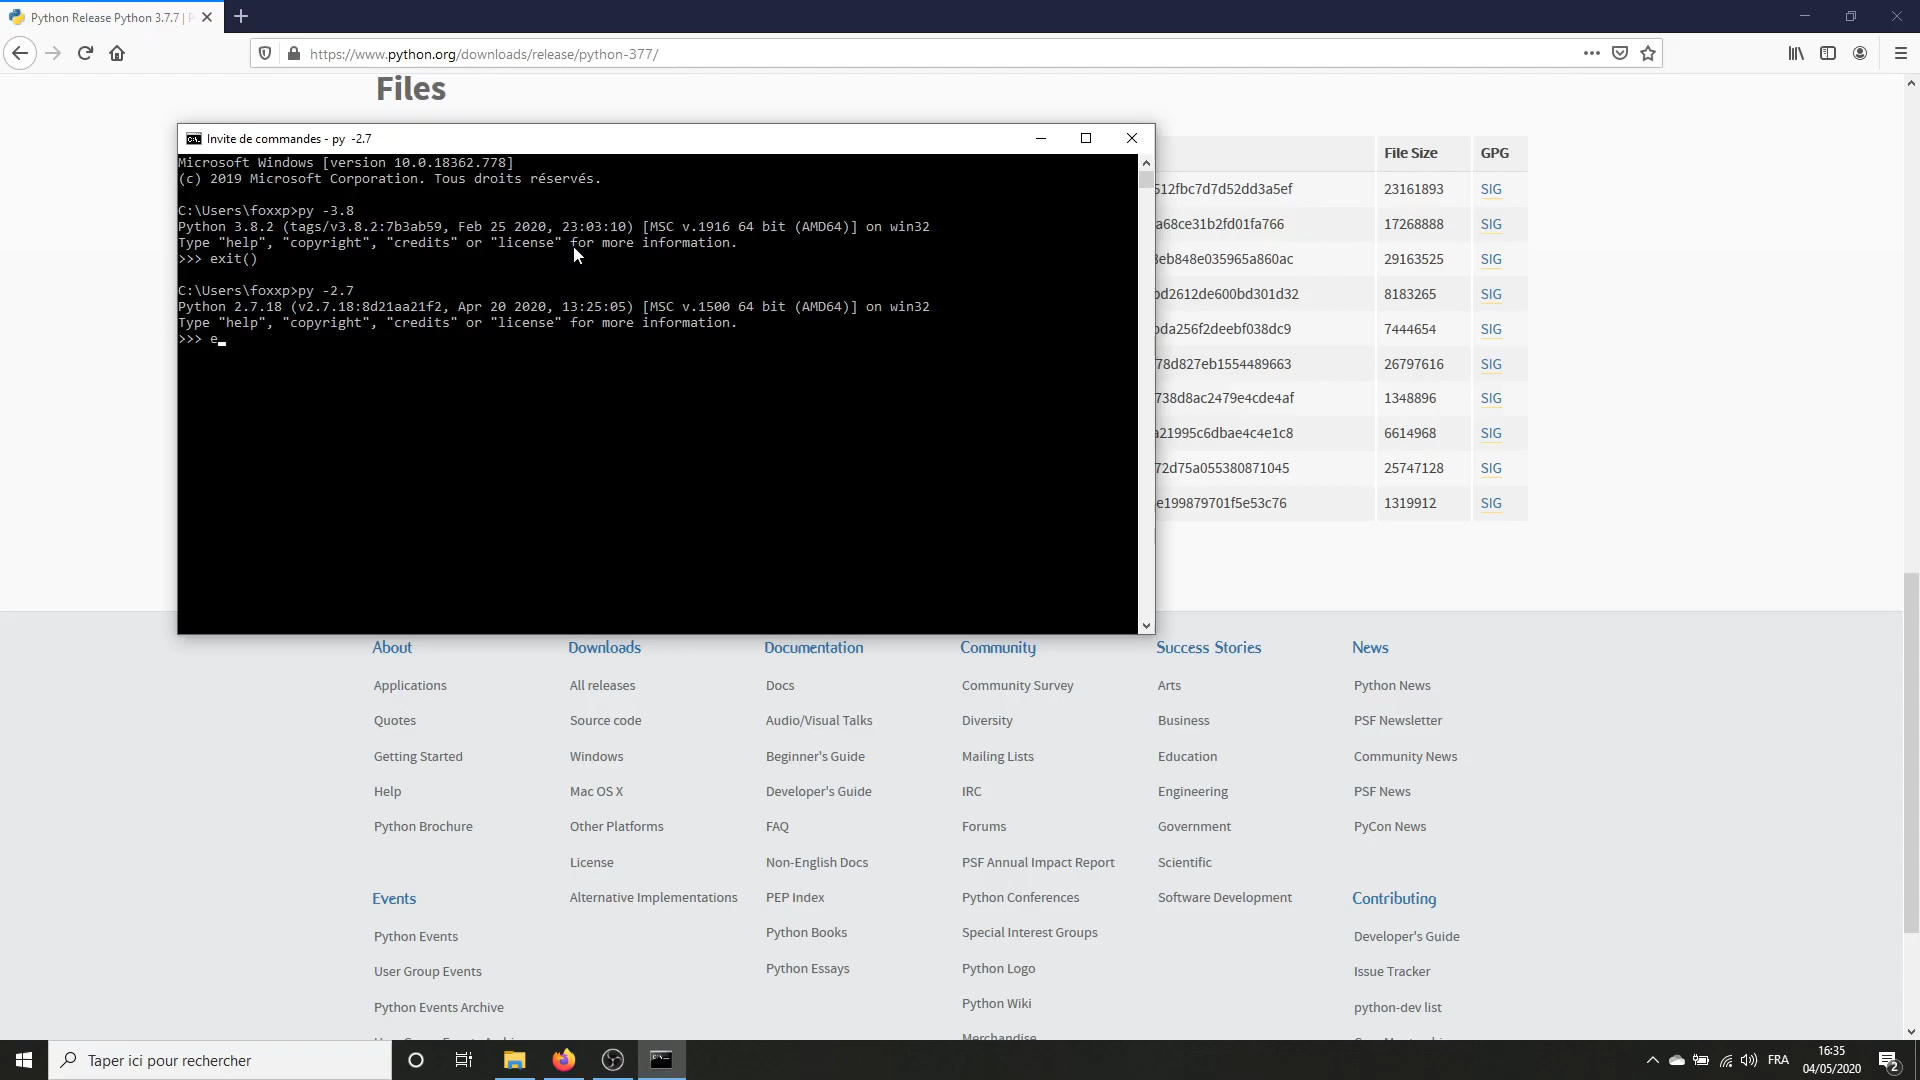 Python Release Python 3.7.7 | P
https://www.python.org/downloads/release/python-377/
Files
Invite de commandes - py  -2.7
Microsoft Windows [version 10.0.18362.778]
(c) 2019 Microsoft Corporation. Tous droits réservés.
C:\Users\foxxp>py -3.8
Python 3.8.2 (tags/v3.8.2:7b3ab59, Feb 25 2020, 23:03:10) [MSC v.1916 64 bit (AMD64)] on win32
Type "help", "copyright", "credits" or "license" for more information.
>>> exit()
C:\Users\foxxp>py -2.7
Python 2.7.18 (v2.7.18:8d21aa21f2, Apr 20 2020, 13:25:05) [MSC v.1500 64 bit (AMD64)] on win32
Type "help", "copyright", "credits" or "license" for more information.
>>> e_
File Size GPG
512fbc7d7d52dd3a5ef 23161893 SIG
a68ce31b2fd01fa766 17268888 SIG
8eb848e035965a860ac 29163525 SIG
bd2612de600bd301d32 8183265 SIG
bda256f2deebf038dc9 7444654 SIG
f78d827eb1554489663 26797616 SIG
738d8ac2479e4cde4af 1348896 SIG
a21995c6dbae4c4e1c8 6614968 SIG
72d75a055380871045 25747128 SIG
e199879701f5e53c76 1319912 SIG
About
Applications
Quotes
Getting Started
Help
Python Brochure
Downloads
All releases
Source code
Windows
Mac OS X
Other Platforms
License
Alternative Implementations
Documentation
Docs
Audio/Visual Talks
Beginner's Guide
Developer's Guide
FAQ
Non-English Docs
PEP Index
Python Books
Python Essays
Community
Community Survey
Diversity
Mailing Lists
IRC
Forums
PSF Annual Impact Report
Python Conferences
Special Interest Groups
Python Logo
Python Wiki
Merchandise
Success Stories
Arts
Business
Education
Engineering
Government
Scientific
Software Development
News
Python News
PSF Newsletter
Community News
PSF News
PyCon News
Events
Python Events
User Group Events
Python Events Archive
Contributing
Developer's Guide
Issue Tracker
python-dev list
Taper ici pour rechercher
FRA
16:35
04/05/2020
2